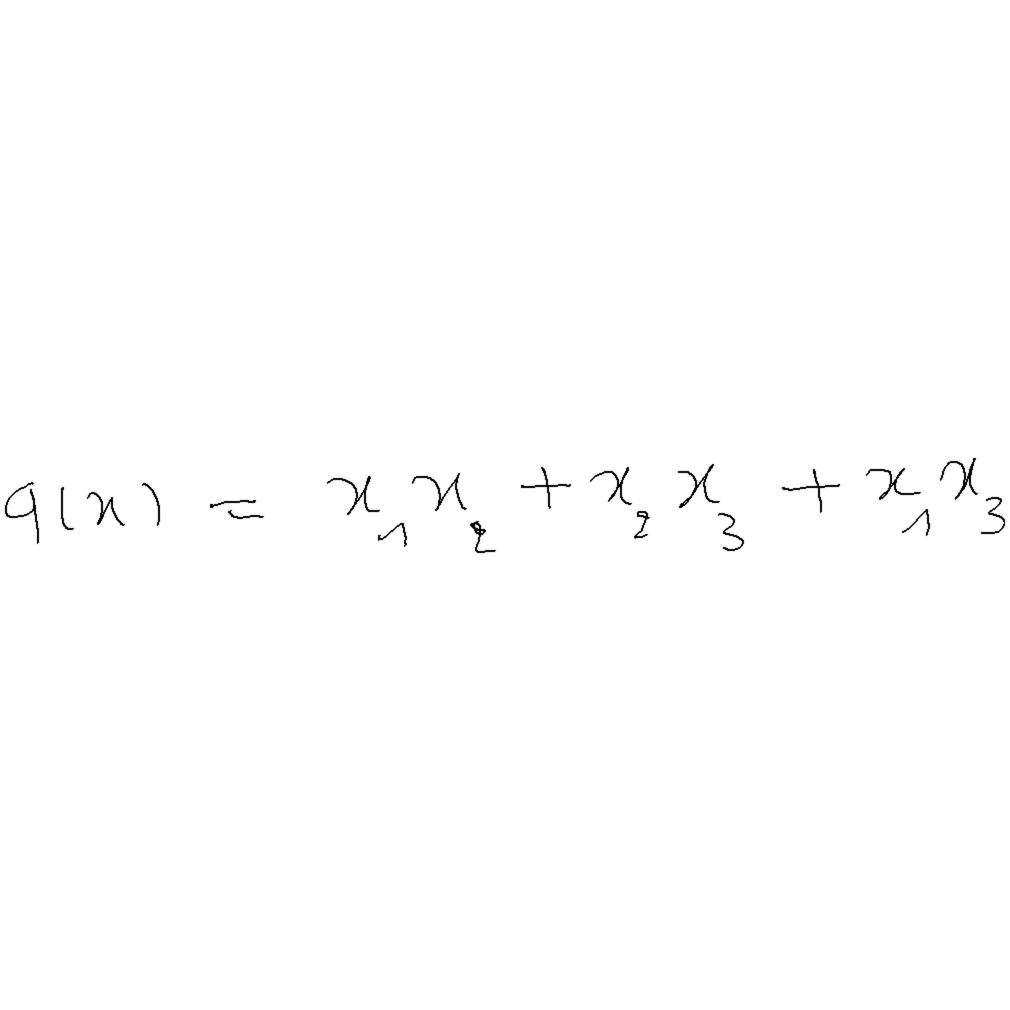 q(x) = x₁x₂ + x₂x₃ + x₁x₃